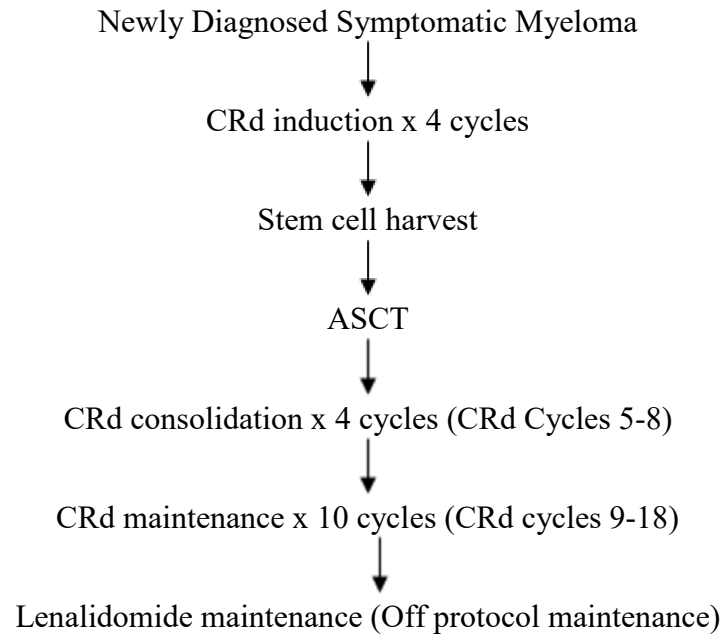 Newly Diagnosed Symptomatic Myeloma
CRd induction x 4 cycles
Stem cell harvest
ASCT
CRd consolidation x 4 cycles (CRd Cycles 5-8)
CRd maintenance x 10 cycles (CRd cycles 9-18)
Lenalidomide maintenance (Off protocol maintenance)